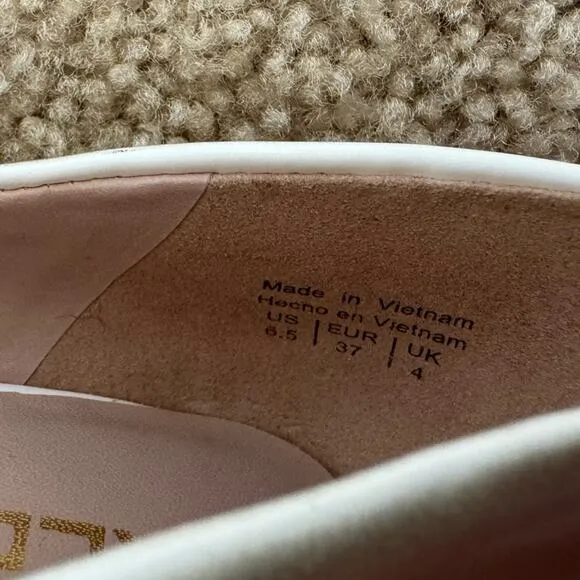 Made in Vietnam
Hecho en Vietnam
US | EUR | UK
6.5 | 37 | 4